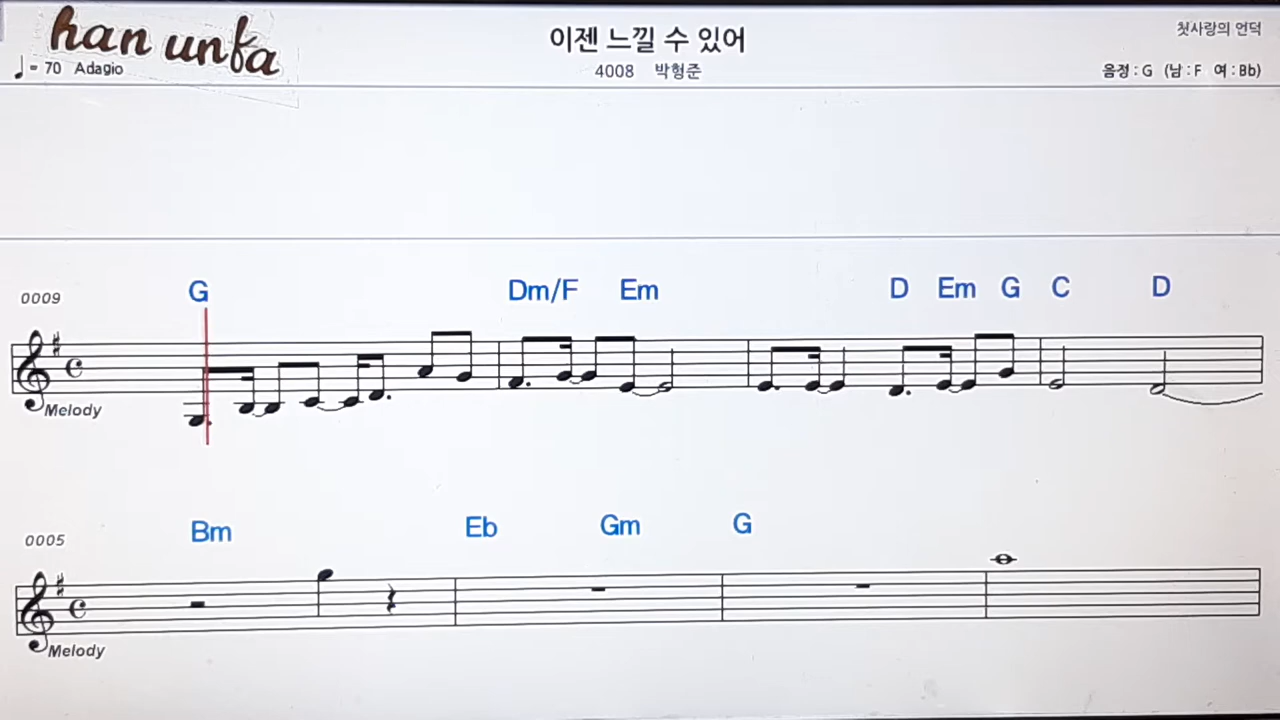 han unfa
이젠 느낄 수 있어
첫사랑의 언덕
♩= 70 Adagio
4008 박형준
음정 : G (남 : F 여 : Bb)
0009
G Dm/F Em D Em G C D
Melody
0005
Bm Eb Gm G
Melody